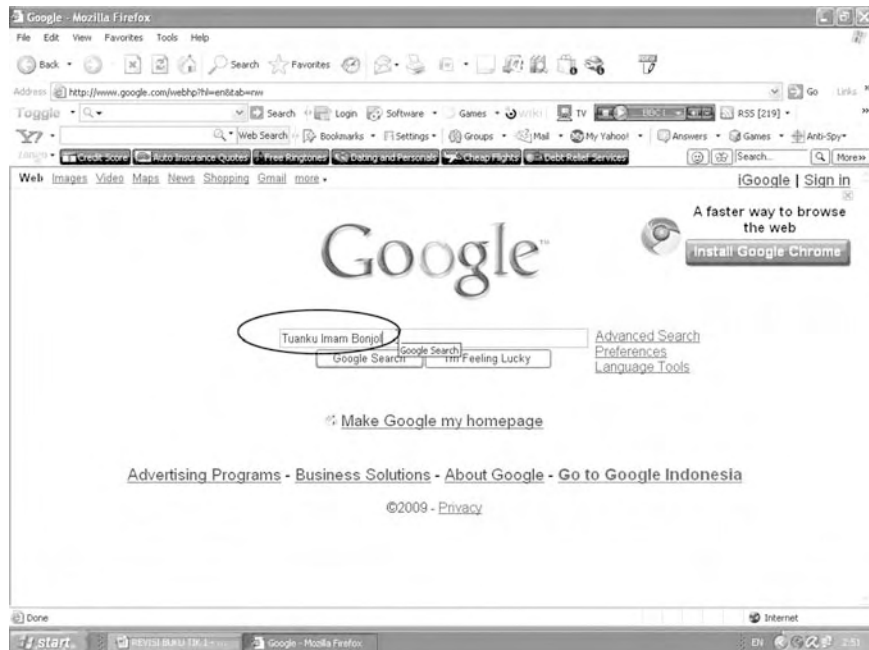 Google - Mozilla Firefox
File Edit View Favorites Tools Help
Back Search Favorites
Address http://www.google.com/webhp?hl=en&tab=nw Go Links
Toggle Search Login Software Games wiki TV RSS [219]
Y7 Web Search Bookmarks Settings Groups Mail My Yahoo! Answers Games Anti-Spy
Credit Score Auto Insurance Quotes Free Ringtones Dating and Personals Cheap Flights Debt Relief Services Search... More»
Web Images Video Maps News Shopping Gmail more iGoogle | Sign in
A faster way to browse
the web
Install Google Chrome
Google™
Tuanku Imam Bonjol Advanced Search
Google Search
Google Search I'm Feeling Lucky Preferences
Language Tools
Make Google my homepage
Advertising Programs - Business Solutions - About Google - Go to Google Indonesia
©2009 - Privacy
Done Internet
start REVISI BUKU TIK 1 Google - Mozilla Firefox EN 2:51